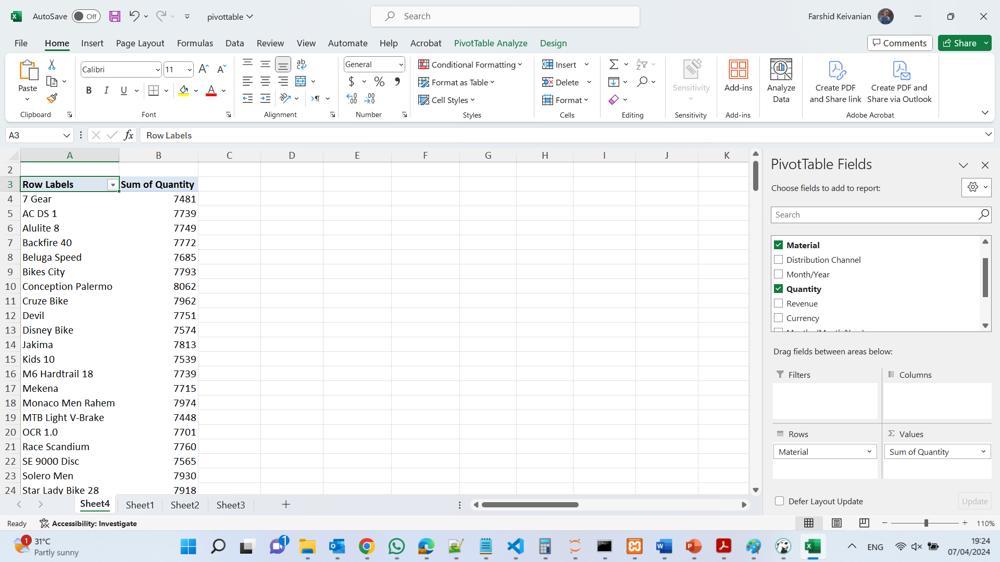 AutoSave Off pivottable Search Farshid Keivanian
File Home Insert Page Layout Formulas Data Review View Automate Help Acrobat PivotTable Analyze Design Comments Share
Paste Calibri 11 General Conditional Formatting Insert Sensitivity Add-ins Analyze Data Create PDF and Share link Create PDF and Share via Outlook
Format as Table Delete
Cell Styles Format
Clipboard Font Alignment Number Styles Cells Editing Sensitivity Add-ins Adobe Acrobat
A3 fx Row Labels
A B C D E F G H I J K
2
3 Row Labels Sum of Quantity
4 7 Gear 7481
5 AC DS 1 7739
6 Alulite 8 7749
7 Backfire 40 7772
8 Beluga Speed 7685
9 Bikes City 7793
10 Conception Palermo 8062
11 Cruze Bike 7962
12 Devil 7751
13 Disney Bike 7574
14 Jakima 7813
15 Kids 10 7539
16 M6 Hardtrail 18 7739
17 Mekena 7715
18 Monaco Men Rahem 7974
19 MTB Light V-Brake 7448
20 OCR 1.0 7701
21 Race Scandium 7760
22 SE 9000 Disc 7565
23 Solero Men 7930
24 Star Lady Bike 28 7918
PivotTable Fields
Choose fields to add to report:
Search
Material
Distribution Channel
Month/Year
Quantity
Revenue
Currency
Drag fields between areas below:
Filters Columns
Rows Values
Material Sum of Quantity
Defer Layout Update Update
Sheet4 Sheet1 Sheet2 Sheet3
Ready Accessibility: Investigate 110%
1 31°C
Partly sunny
1
ENG
19:24
07/04/2024